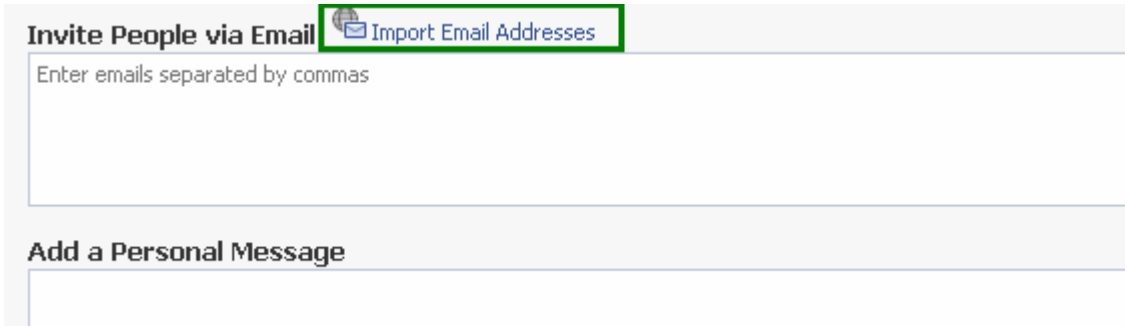 Invite People via Email Import Email Addresses
Enter emails separated by commas
Add a Personal Message